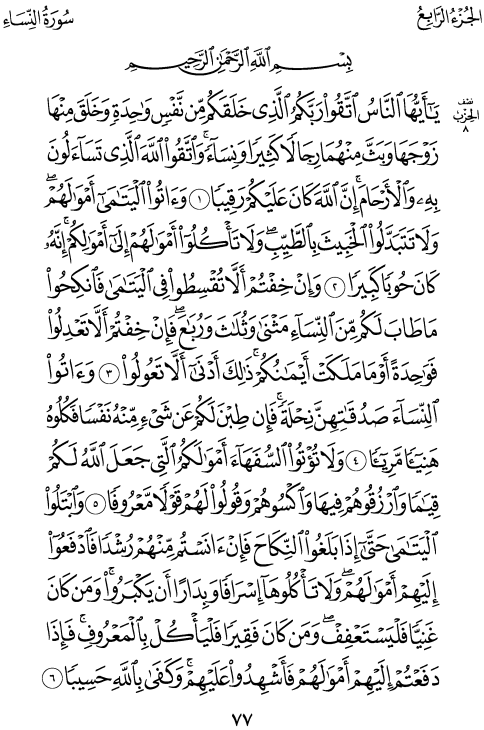 الجُزْءُ الرَّابِعُ
سُورَةُ النِّسَاءِ
بِسْمِ ٱللَّهِ ٱلرَّحْمَٰنِ ٱلرَّحِيمِ
نصف
الحزب
٨
يَٰٓأَيُّهَا ٱلنَّاسُ ٱتَّقُوا۟ رَبَّكُمُ ٱلَّذِى خَلَقَكُم مِّن نَّفْسٍ وَٰحِدَةٍ وَخَلَقَ مِنْهَا
زَوْجَهَا وَبَثَّ مِنْهُمَا رِجَالًا كَثِيرًا وَنِسَآءً ۚ وَٱتَّقُوا۟ ٱللَّهَ ٱلَّذِى تَسَآءَلُونَ
بِهِۦ وَٱلْأَرْحَامَ ۚ إِنَّ ٱللَّهَ كَانَ عَلَيْكُمْ رَقِيبًا ١ وَءَاتُوا۟ ٱلْيَتَٰمَىٰٓ أَمْوَٰلَهُمْ ۖ
وَلَا تَتَبَدَّلُوا۟ ٱلْخَبِيثَ بِٱلطَّيِّبِ ۖ وَلَا تَأْكُلُوٓا۟ أَمْوَٰلَهُمْ إِلَىٰٓ أَمْوَٰلِكُمْ ۚ إِنَّهُۥ
كَانَ حُوبًا كَبِيرًا ٢ وَإِنْ خِفْتُمْ أَلَّا تُقْسِطُوا۟ فِى ٱلْيَتَٰمَىٰ فَٱنكِحُوا۟
مَا طَابَ لَكُم مِّنَ ٱلنِّسَآءِ مَثْنَىٰ وَثُلَٰثَ وَرُبَٰعَ ۖ فَإِنْ خِفْتُمْ أَلَّا تَعْدِلُوا۟
فَوَٰحِدَةً أَوْ مَا مَلَكَتْ أَيْمَٰنُكُمْ ۚ ذَٰلِكَ أَدْنَىٰٓ أَلَّا تَعُولُوا۟ ٣ وَءَاتُوا۟
ٱلنِّسَآءَ صَدُقَٰتِهِنَّ نِحْلَةً ۚ فَإِن طِبْنَ لَكُمْ عَن شَىْءٍ مِّنْهُ نَفْسًا فَكُلُوهُ
هَنِيٓـًٔا مَّرِيٓـًٔا ٤ وَلَا تُؤْتُوا۟ ٱلسُّفَهَآءَ أَمْوَٰلَكُمُ ٱلَّتِى جَعَلَ ٱللَّهُ لَكُمْ
قِيَٰمًا وَٱرْزُقُوهُمْ فِيهَا وَٱكْسُوهُمْ وَقُولُوا۟ لَهُمْ قَوْلًا مَّعْرُوفًا ٥ وَٱبْتَلُوا۟
ٱلْيَتَٰمَىٰ حَتَّىٰٓ إِذَا بَلَغُوا۟ ٱلنِّكَاحَ فَإِنْ ءَانَسْتُم مِّنْهُمْ رُشْدًا فَٱدْفَعُوٓا۟
إِلَيْهِمْ أَمْوَٰلَهُمْ ۖ وَلَا تَأْكُلُوهَآ إِسْرَافًا وَبِدَارًا أَن يَكْبَرُوا۟ ۚ وَمَن كَانَ
غَنِيًّا فَلْيَسْتَعْفِفْ ۖ وَمَن كَانَ فَقِيرًا فَلْيَأْكُلْ بِٱلْمَعْرُوفِ ۚ فَإِذَا
دَفَعْتُمْ إِلَيْهِمْ أَمْوَٰلَهُمْ فَأَشْهِدُوا۟ عَلَيْهِمْ ۚ وَكَفَىٰ بِٱللَّهِ حَسِيبًا ٦
٧٧